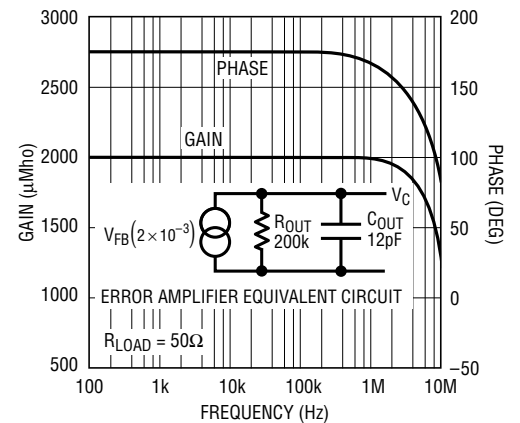 3000
2500
2000
1500
1000
500
GAIN (µMho)
200
150
100
50
0
–50
PHASE (DEG)
PHASE
GAIN
VFB(2×10⁻³)
ROUT
200k
COUT
12pF
VC
ERROR AMPLIFIER EQUIVALENT CIRCUIT
RLOAD = 50Ω
100 1k 10k 100k 1M 10M
FREQUENCY (Hz)